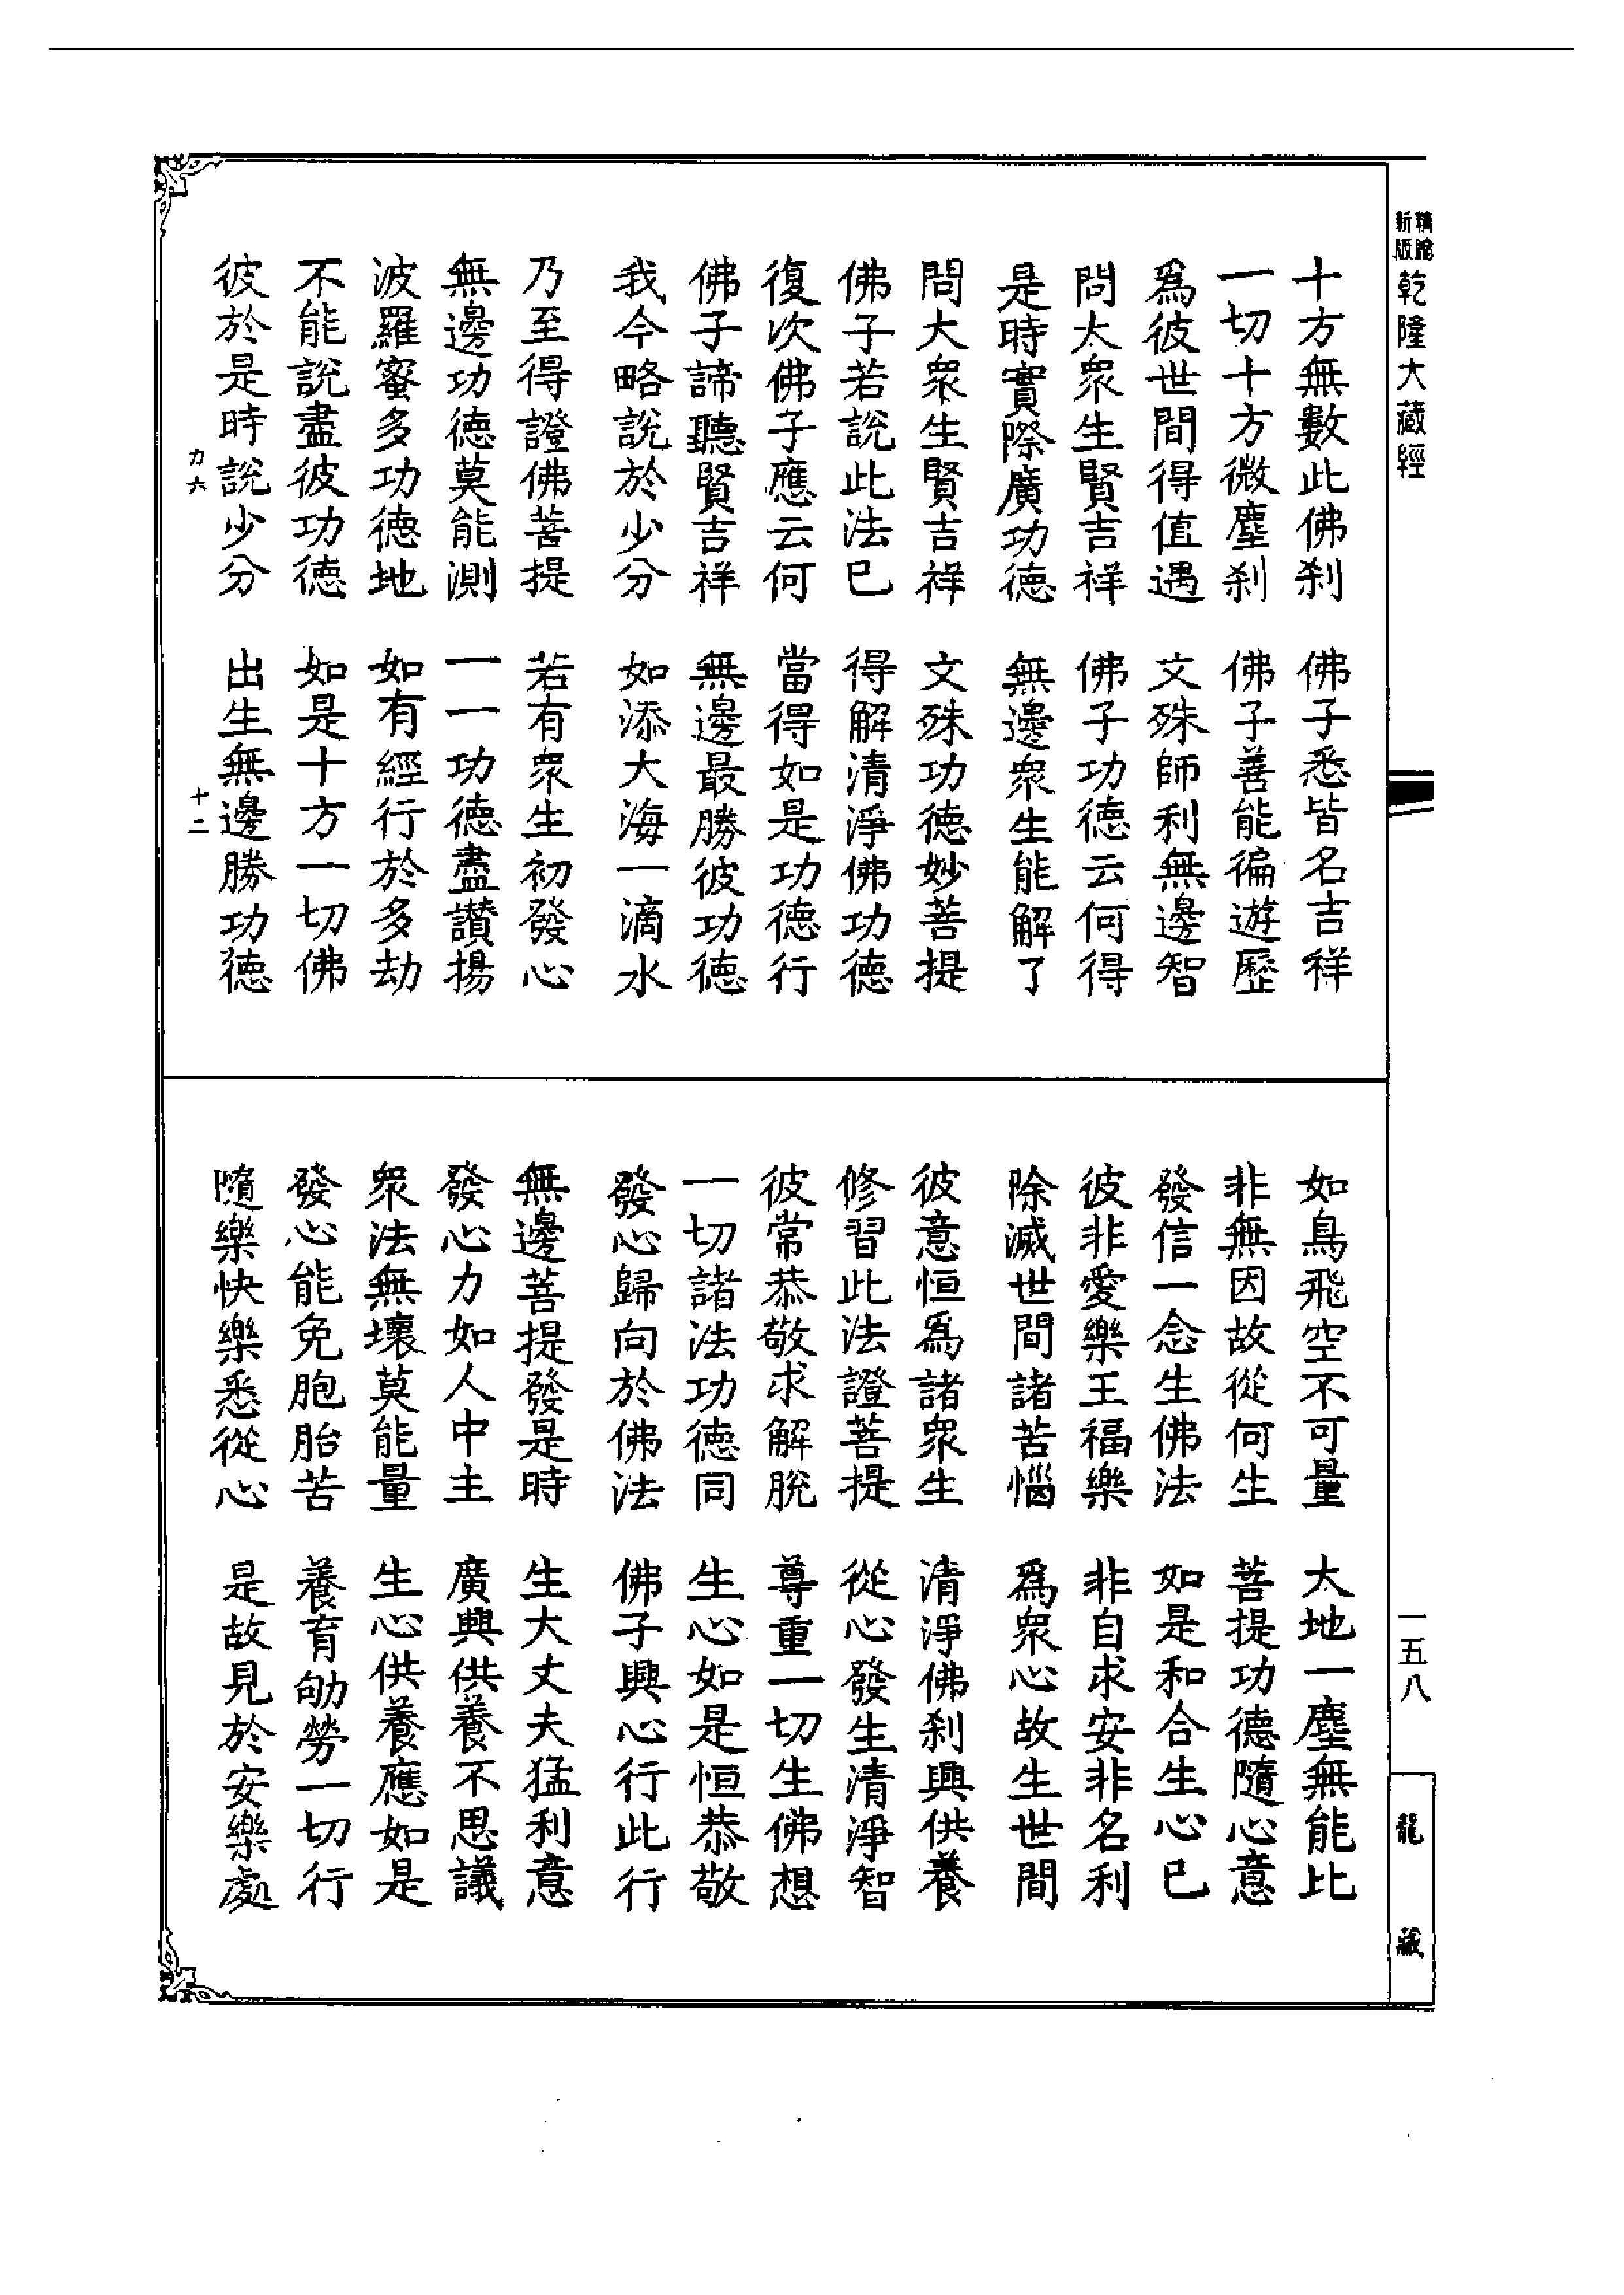 新版精繪乾隆大藏經
十方無數此佛刹　佛子悉皆名吉祥
一切十方微塵刹　佛子善能徧遊歷
爲彼世間得值遇　文殊師利無邊智
問大衆生賢吉祥　佛子功德云何得
是時實際廣功德　無邊衆生能解了
問大衆生賢吉祥　文殊功德妙菩提
佛子若說此法已　得解清淨佛功德
復次佛子應云何　當得如是功德行
佛子諦聽賢吉祥　無邊最勝彼功德
我今略說於少分　如添大海一滴水
乃至得證佛菩提　若有衆生初發心
無邊功德莫能測　一一功德盡讃揚
波羅蜜多功德地　如有經行於多劫
不能說盡彼功德　如是十方一切佛
彼於是時說少分　出生無邊勝功德
力六　十二
如鳥飛空不可量　大地一塵無能比
非無因故從何生　菩提功德隨心意
發信一念生佛法　如是和合生心已
彼非愛樂王福樂　非自求安非名利
除滅世間諸苦惱　爲衆心故生世間
彼意恒爲諸衆生　清淨佛刹興供養
修習此法證菩提　從心發生清淨智
彼常恭敬求解脫　尊重一切生佛想
一切諸法功德同　生心如是恒恭敬
發心歸向於佛法　佛子興心行此行
無邊菩提發是時　生大丈夫猛利意
發心力如人中主　廣興供養不思議
衆法無壞莫能量　生心供養應如是
發心能免胞胎苦　養育劬勞一切行
隨樂快樂悉從心　是故見於安樂處
一五八
龍藏